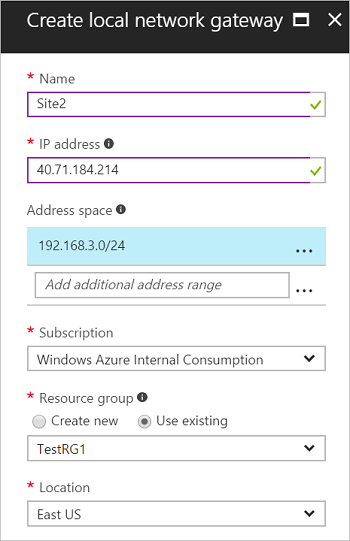 Create local network gateway
* Name
Site2
* IP address
40.71.184.214
Address space
192.168.3.0/24
...
Add additional address range
...
* Subscription
Windows Azure Internal Consumption
* Resource group
Create new Use existing
TestRG1
* Location
East US